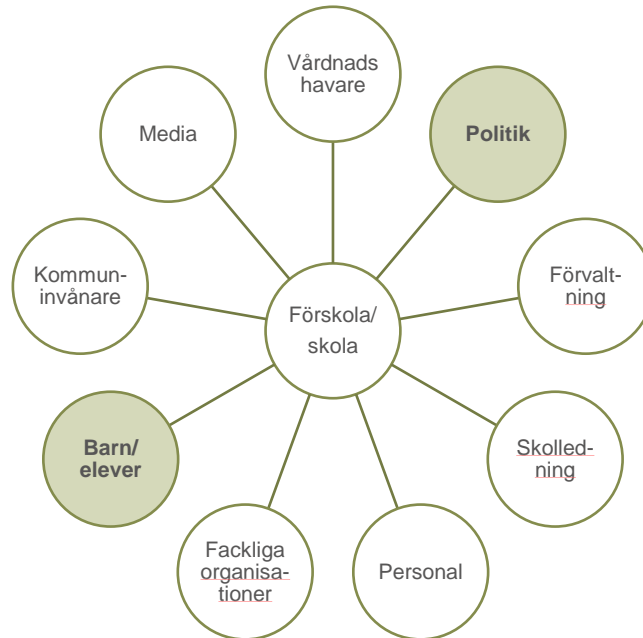 Vårdnads
havare
Politik
Media
Kommun-
invånare
Förvalt-
ning
Förskola/
skola
Barn/
elever
Skolled-
ning
Fackliga
organisa-
tioner
Personal